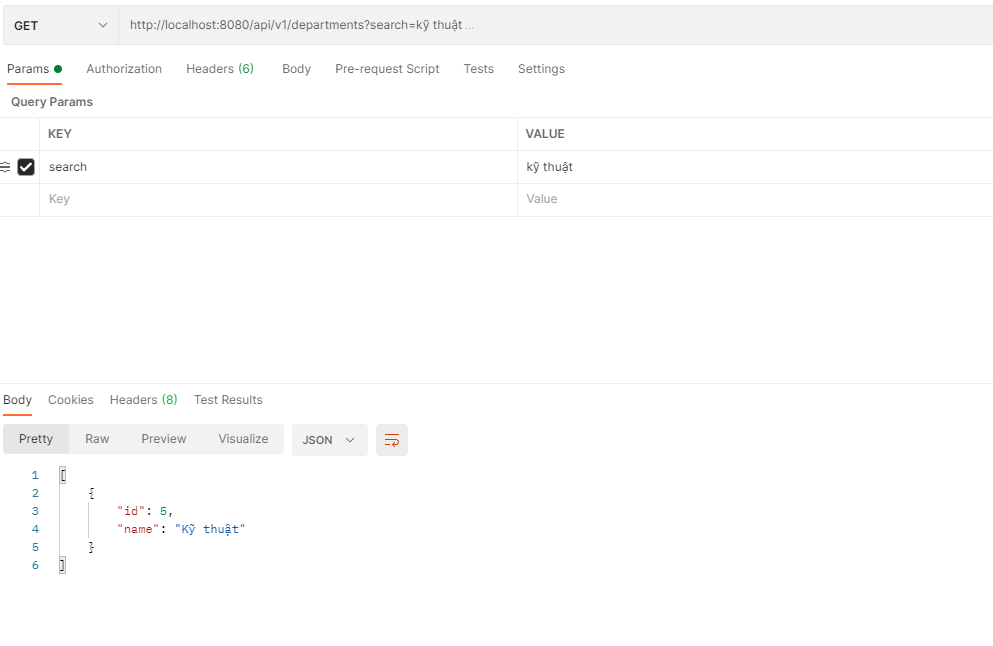 GET http://localhost:8080/api/v1/departments?search=kỹ thuật ...
Params Authorization Headers (6) Body Pre-request Script Tests Settings
Query Params
KEY VALUE
search kỹ thuật
Key Value
Body Cookies Headers (8) Test Results
Pretty Raw Preview Visualize JSON
1 [
2 {
3 "id": 5,
4 "name": "Kỹ thuật"
5 }
6 ]